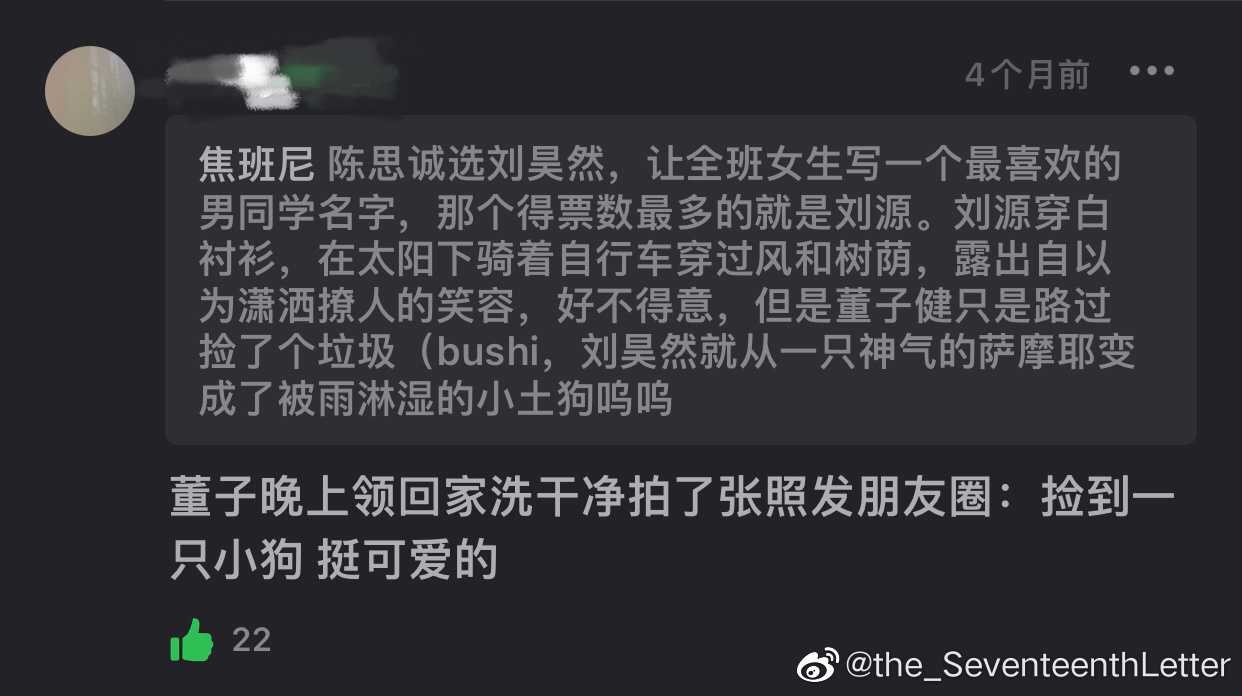 4个月前
焦班尼 陈思诚选刘昊然，让全班女生写一个最喜欢的
男同学名字，那个得票数最多的就是刘源。刘源穿白
衬衫，在太阳下骑着自行车穿过风和树荫，露出自以
为潇洒撩人的笑容，好不得意，但是董子健只是路过
捡了个垃圾（bushi，刘昊然就从一只神气的萨摩耶变
成了被雨淋湿的小土狗呜呜
董子晚上领回家洗干净拍了张照发朋友圈：捡到一
只小狗 挺可爱的
22
@the_SeventeenthLetter